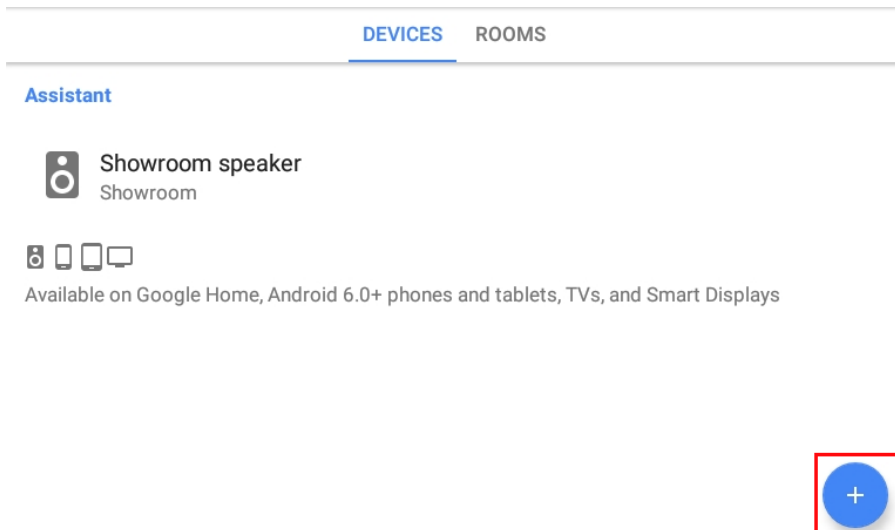 DEVICES ROOMS
Assistant
Showroom speaker
Showroom
Available on Google Home, Android 6.0+ phones and tablets, TVs, and Smart Displays
+